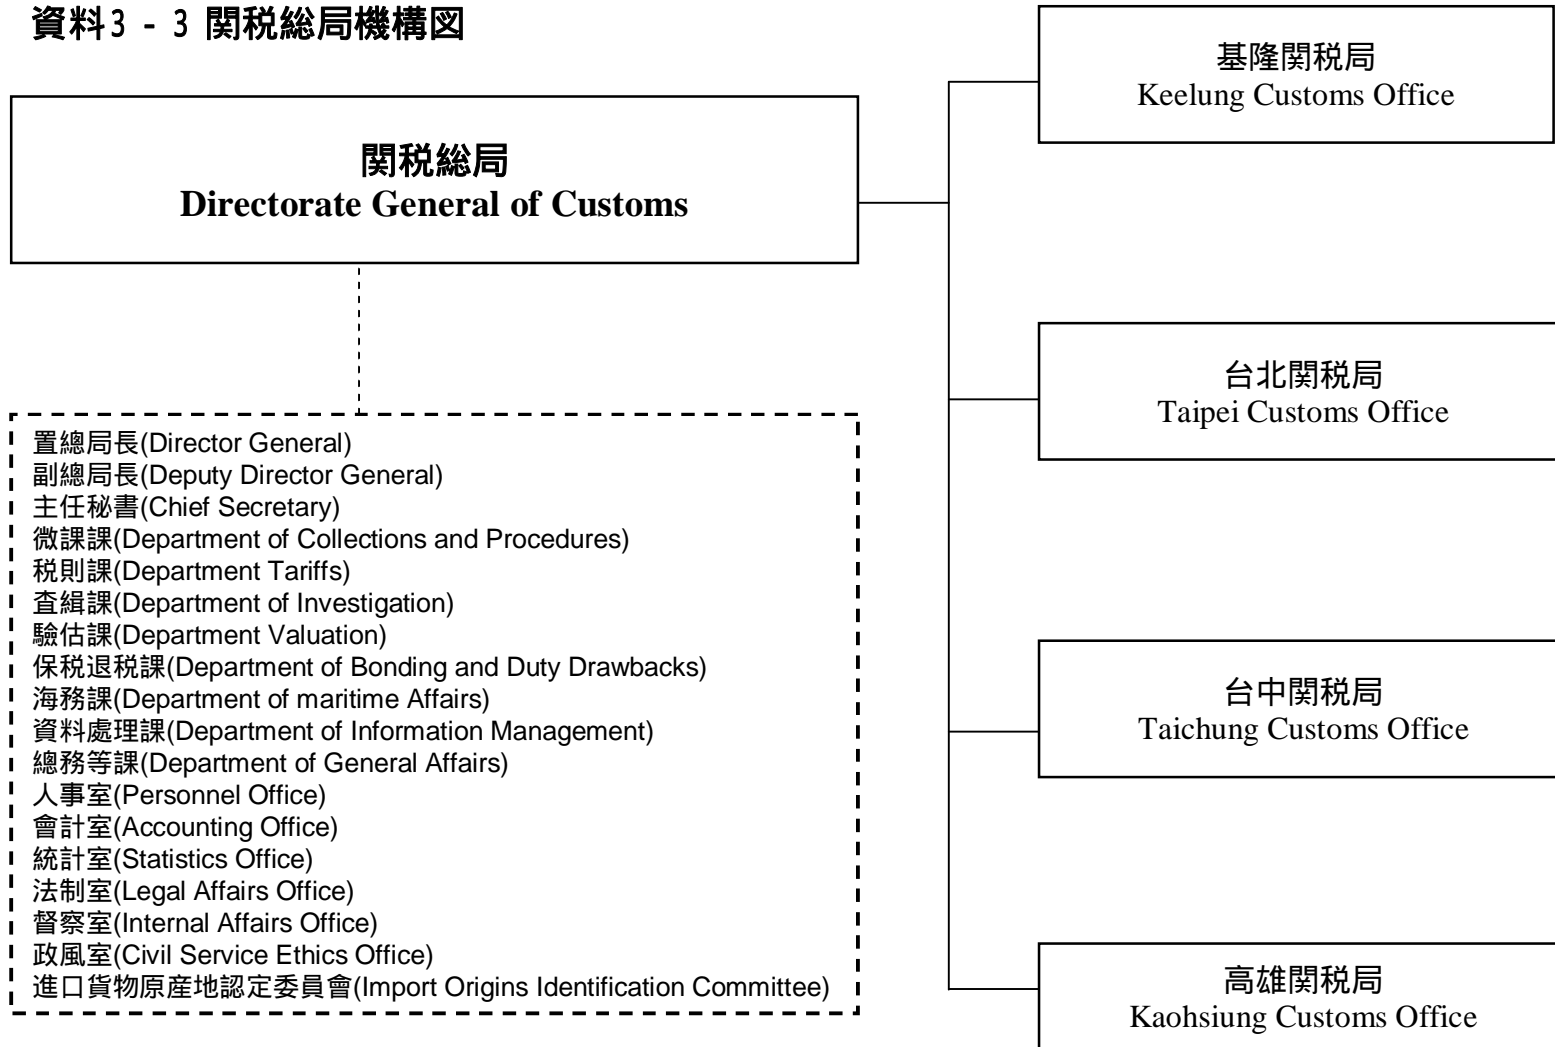 資料3 - 3 関税総局機構図
関税総局
Directorate General of Customs
置總局長(Director General)
副總局長(Deputy Director General)
主任秘書(Chief Secretary)
微課課(Department of Collections and Procedures)
税則課(Department Tariffs)
査緝課(Department of Investigation)
驗估課(Department Valuation)
保税退税課(Department of Bonding and Duty Drawbacks)
海務課(Department of maritime Affairs)
資料處理課(Department of Information Management)
總務等課(Department of General Affairs)
人事室(Personnel Office)
會計室(Accounting Office)
統計室(Statistics Office)
法制室(Legal Affairs Office)
督察室(Internal Affairs Office)
政風室(Civil Service Ethics Office)
進口貨物原産地認定委員會(Import Origins Identification Committee)
基隆関税局
Keelung Customs Office
台北関税局
Taipei Customs Office
台中関税局
Taichung Customs Office
高雄関税局
Kaohsiung Customs Office